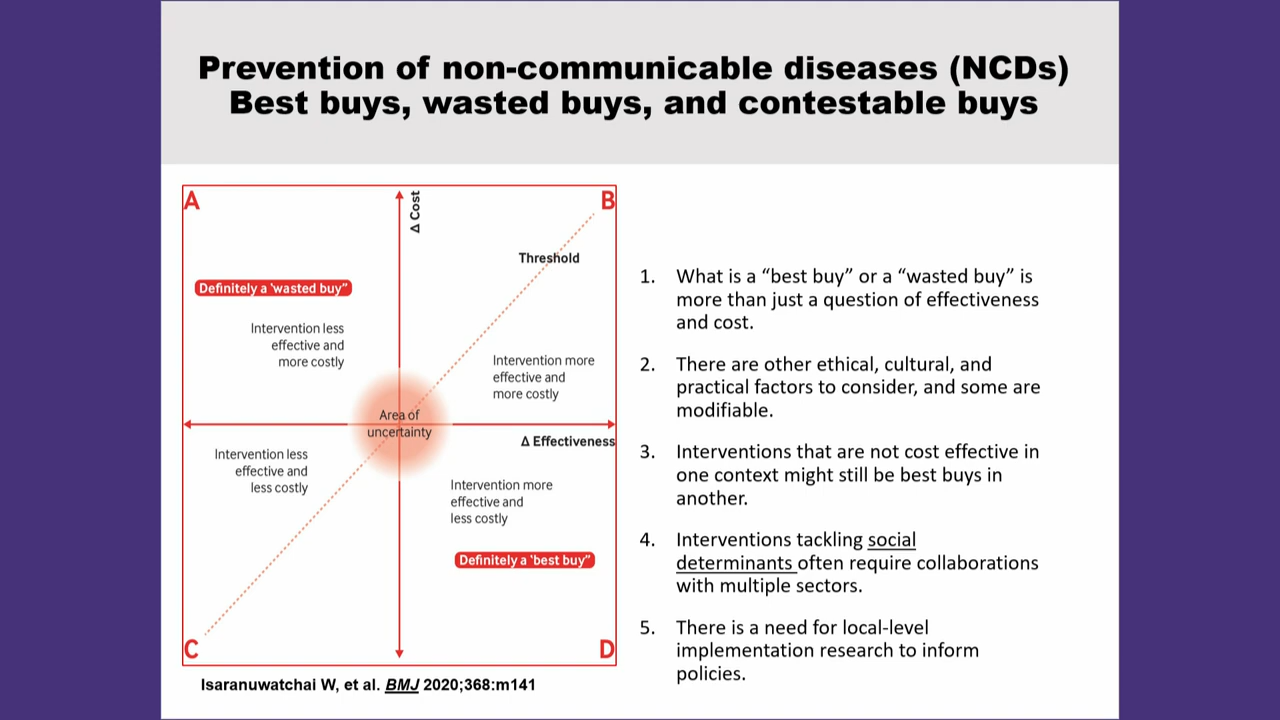 Prevention of non-communicable diseases (NCDs)
Best buys, wasted buys, and contestable buys
A
B
Δ Cost
Threshold
Definitely a 'wasted buy"
Intervention less
effective and
more costly
Intervention more
effective and
more costly
Area of
uncertainty
Δ Effectiveness
Intervention less
effective and
less costly
Intervention more
effective and
less costly
Definitely a 'best buy"
C
D
Isaranuwatchai W, et al. BMJ 2020;368:m141
1. What is a “best buy” or a “wasted buy” is
more than just a question of effectiveness
and cost.
2. There are other ethical, cultural, and
practical factors to consider, and some are
modifiable.
3. Interventions that are not cost effective in
one context might still be best buys in
another.
4. Interventions tackling social
determinants often require collaborations
with multiple sectors.
5. There is a need for local-level
implementation research to inform
policies.